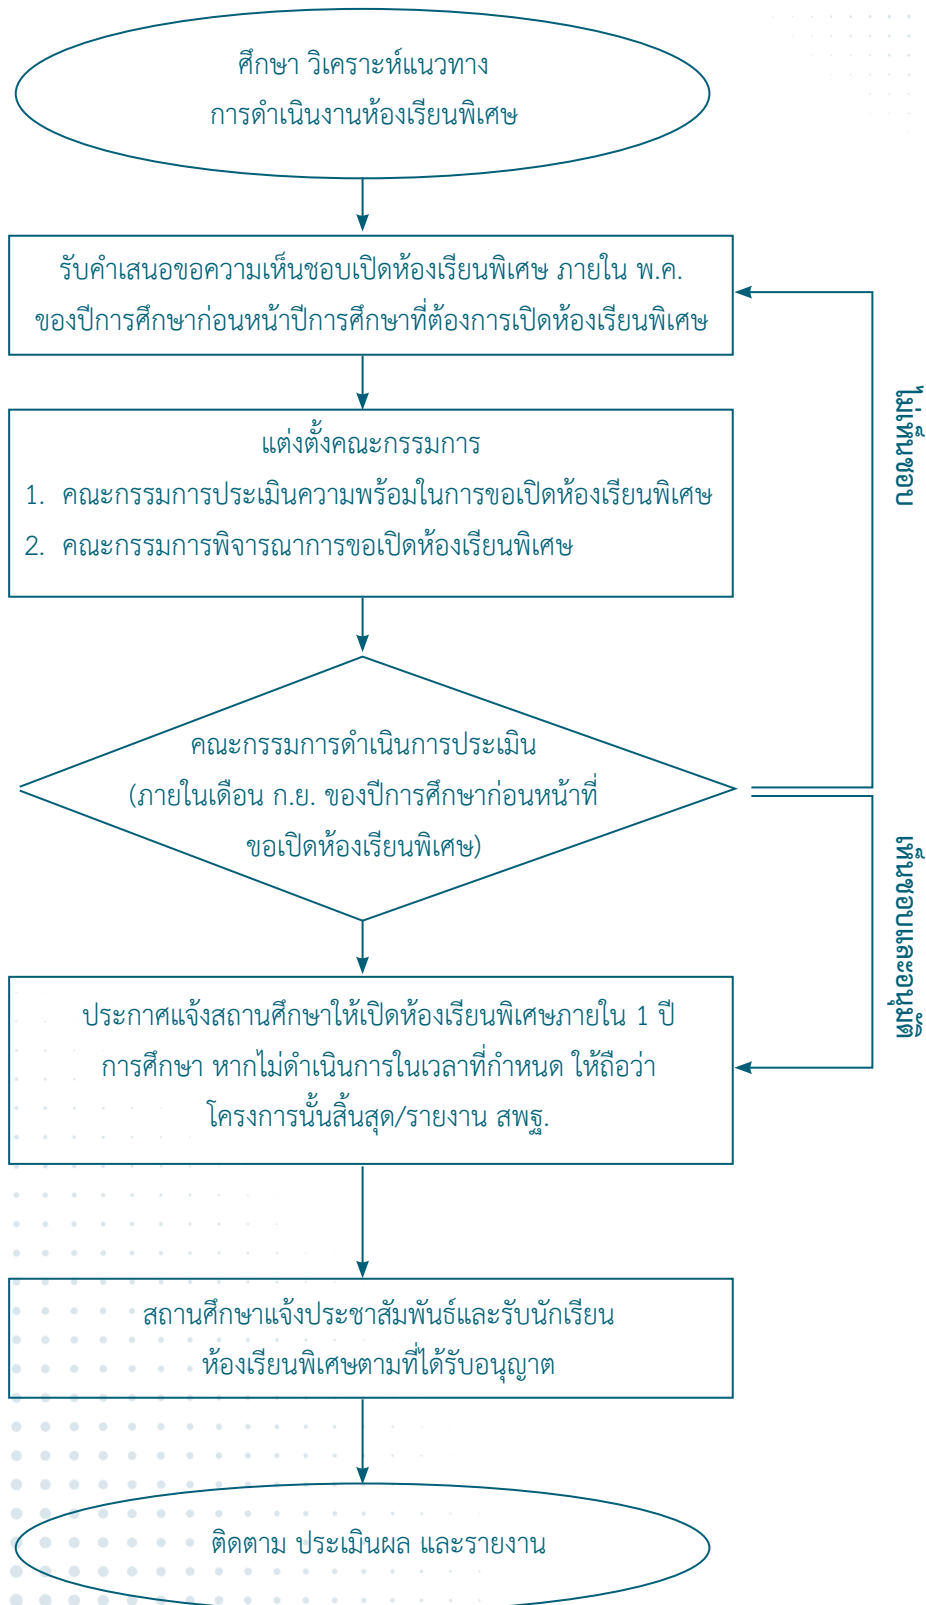 ศึกษา วิเคราะห์แนวทาง
การดำเนินงานห้องเรียนพิเศษ
รับคำเสนอขอความเห็นชอบเปิดห้องเรียนพิเศษ ภายใน พ.ค.
ของปีการศึกษาก่อนหน้าปีการศึกษาที่ต้องการเปิดห้องเรียนพิเศษ
แต่งตั้งคณะกรรมการ
1. คณะกรรมการประเมินความพร้อมในการขอเปิดห้องเรียนพิเศษ
2. คณะกรรมการพิจารณาการขอเปิดห้องเรียนพิเศษ
ไม่เห็นชอบ
คณะกรรมการดำเนินการประเมิน
(ภายในเดือน ก.ย. ของปีการศึกษาก่อนหน้าที่
ขอเปิดห้องเรียนพิเศษ)
เห็นชอบและอนุมัติ
ประกาศแจ้งสถานศึกษาให้เปิดห้องเรียนพิเศษภายใน 1 ปี
การศึกษา หากไม่ดำเนินการในเวลาที่กำหนด ให้ถือว่า
โครงการนั้นสิ้นสุด/รายงาน สพฐ.
สถานศึกษาแจ้งประชาสัมพันธ์และรับนักเรียน
ห้องเรียนพิเศษตามที่ได้รับอนุญาต
ติดตาม ประเมินผล และรายงาน